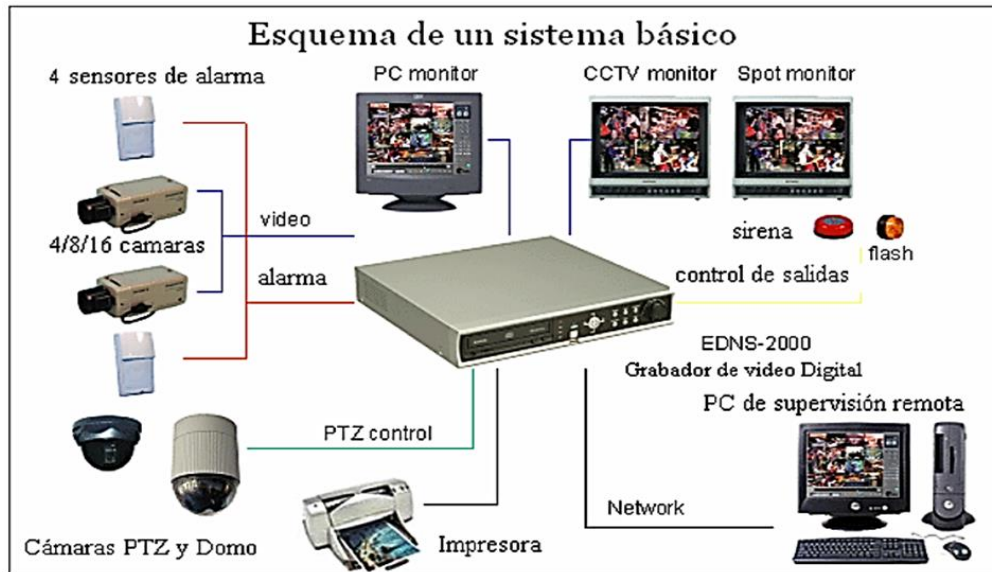 Esquema de un sistema básico
4 sensores de alarma
PC monitor
CCTV monitor
Spot monitor
video
4/8/16 camaras
alarma
sirena
flash
control de salidas
EDNS-2000
Grabador de video Digital
PC de supervisión remota
PTZ control
Network
Cámaras PTZ y Domo
Impresora